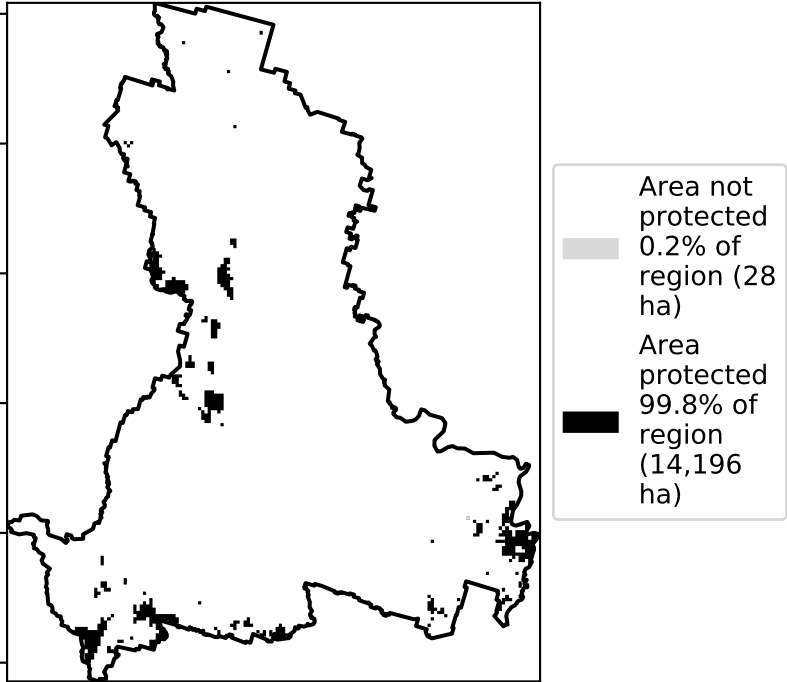 Area not
protected
0.2% of
region (28
ha)
Area
protected
99.8% of
region
(14,196
ha)